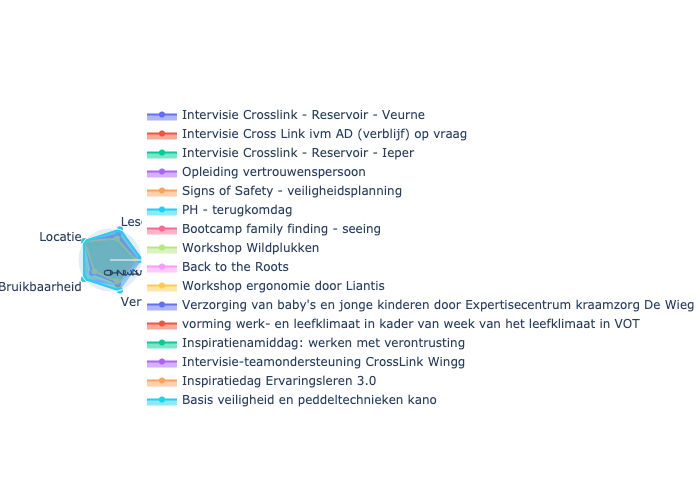 Intervisie Crosslink - Reservoir - Veurne
Intervisie Cross Link ivm AD (verblijf) op vraag
Intervisie Crosslink - Reservoir - Ieper
Opleiding vertrouwenspersoon
Signs of Safety - veiligheidsplanning
PH - terugkomdag
Bootcamp family finding - seeing
Workshop Wildplukken
Back to the Roots
Workshop ergonomie door Liantis
Verzorging van baby's en jonge kinderen door Expertisecentrum kraamzorg De Wieg
vorming werk- en leefklimaat in kader van week van het leefklimaat in VOT
Inspiratienamiddag: werken met verontrusting
Intervisie-teamondersteuning CrossLink Wingg
Inspiratiedag Ervaringsleren 3.0
Basis veiligheid en peddeltechnieken kano
Locatie
Bruikbaarheid